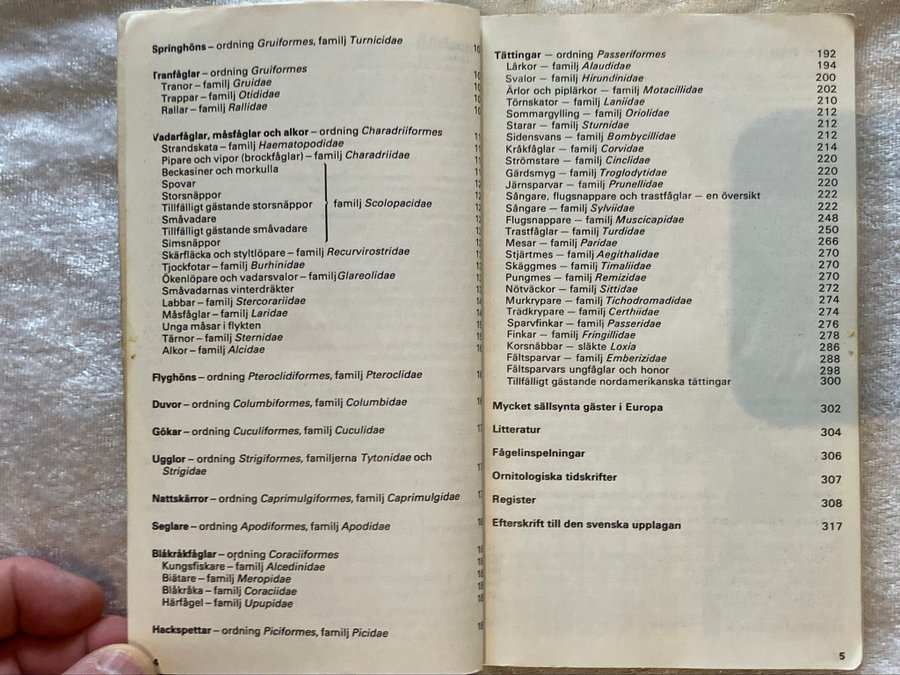 Springhöns – ordning Gruiformes, familj Turnicidae
Tranfåglar – ordning Gruiformes
Tranor – familj Gruidae
Trappar – familj Otididae
Rallar – familj Rallidae
Vadarfåglar, måsfåglar och alkor – ordning Charadriiformes
Strandskata – familj Haematopodidae
Pipare och vipor (brockfåglar) – familj Charadriidae
Beckasiner och morkulla
Spovar
Storsnäppor
Tillfälligt gästande storsnäppor
familj Scolopacidae
Småvadare
Tillfälligt gästande småvadare
Simsnäppor
Skärfläcka och styltlöpare – familj Recurvirostridae
Tjockfotar – familj Burhinidae
Ökenlöpare och vadarsvalor – familj Glareolidae
Småvadarnas vinterdräkter
Labbar – familj Stercorariidae
Måsfåglar – familj Laridae
Unga måsar i flykten
Tärnor – familj Sternidae
Alkor – familj Alcidae
Flyghöns – ordning Pteroclidiformes, familj Pteroclidae
Duvor – ordning Columbiformes, familj Columbidae
Gökar – ordning Cuculiformes, familj Cuculidae
Ugglor – ordning Strigiformes, familjerna Tytonidae och
Strigidae
Nattskärror – ordning Caprimulgiformes, familj Caprimulgidae
Seglare – ordning Apodiformes, familj Apodidae
Blåkråkfåglar – ordning Coraciiformes
Kungsfiskare – familj Alcedinidae
Biätare – familj Meropidae
Blåkråka – familj Coraciidae
Härfågel – familj Upupidae
Hackspettar – ordning Piciformes, familj Picidae
4
Tättingar – ordning Passeriformes 192
Lärkor – familj Alaudidae 194
Svalor – familj Hirundinidae 200
Ärlor och piplärkor – familj Motacillidae 202
Törnskator – familj Laniidae 210
Sommargylling – familj Oriolidae 212
Starar – familj Sturnidae 212
Sidensvans – familj Bombycillidae 212
Kråkfåglar – familj Corvidae 214
Strömstare – familj Cinclidae 220
Gärdsmyg – familj Troglodytidae 220
Järnsparvar – familj Prunellidae 220
Sångare, flugsnappare och trastfåglar – en översikt 222
Sångare – familj Sylviidae 222
Flugsnappare – familj Muscicapidae 248
Trastfåglar – familj Turdidae 250
Mesar – familj Paridae 266
Stjärtmes – familj Aegithalidae 270
Skäggmes – familj Timaliidae 270
Pungmes – familj Remizidae 270
Nötväckor – familj Sittidae 272
Murkrypare – familj Tichodromadidae 274
Trädkrypare – familj Certhiidae 274
Sparvfinkar – familj Passeridae 276
Finkar – familj Fringillidae 278
Korsnäbbar – släkte Loxia 286
Fältsparvar – familj Emberizidae 288
Fältsparvars ungfåglar och honor 298
Tillfälligt gästande nordamerikanska tättingar 300
Mycket sällsynta gäster i Europa 302
Litteratur 304
Fågelinspelningar 306
Ornitologiska tidskrifter 307
Register 308
Efterskrift till den svenska upplagan 317
5